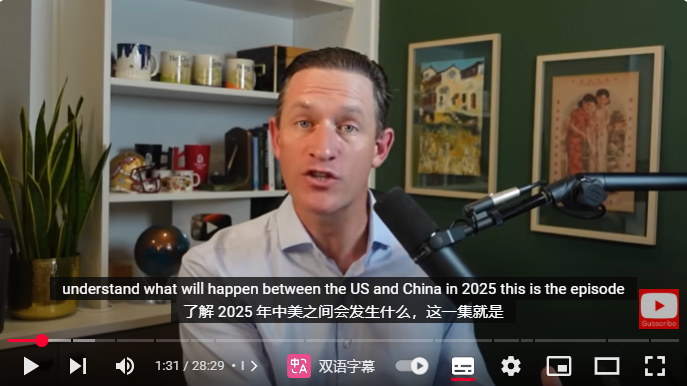 understand what will happen between the US and China in 2025 this is the episode
了解 2025 年中美之间会发生什么，这一集就是
Subscribe
1:31 / 28:29 •
双语字幕